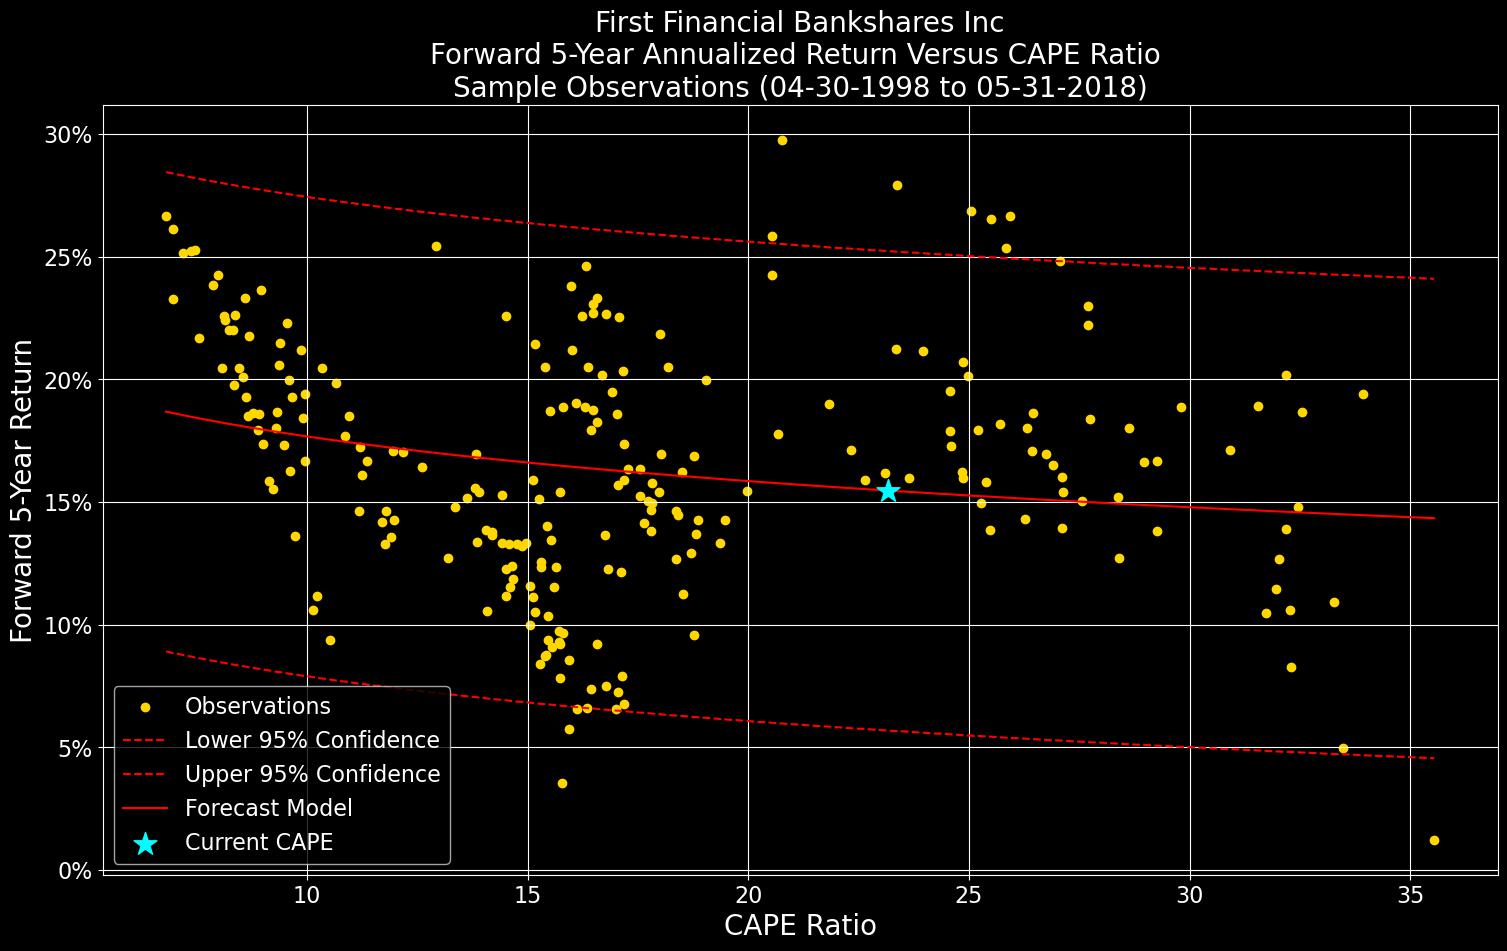 First Financial Bankshares Inc
Forward 5-Year Annualized Return Versus CAPE Ratio
Sample Observations (04-30-1998 to 05-31-2018)
Forward 5-Year Return
30%
25%
20%
15%
10%
5%
0%
Observations
Lower 95% Confidence
Upper 95% Confidence
Forecast Model
Current CAPE
10 15 20 25 30 35
CAPE Ratio